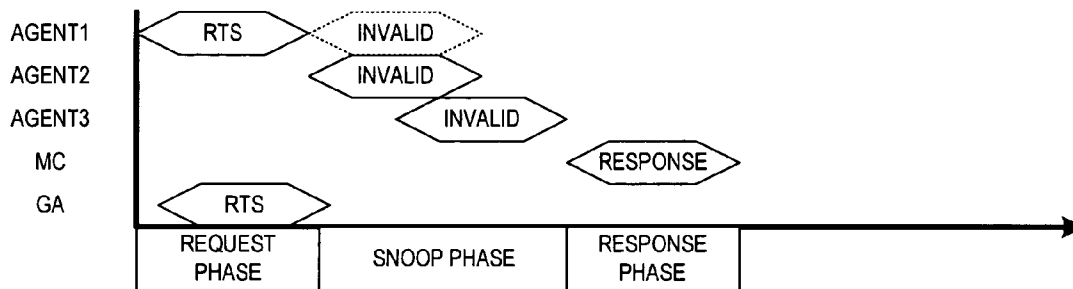 AGENT1 RTS INVALID
AGENT2 INVALID
AGENT3 INVALID
MC RESPONSE
GA RTS
REQUEST PHASE
SNOOP PHASE
RESPONSE PHASE